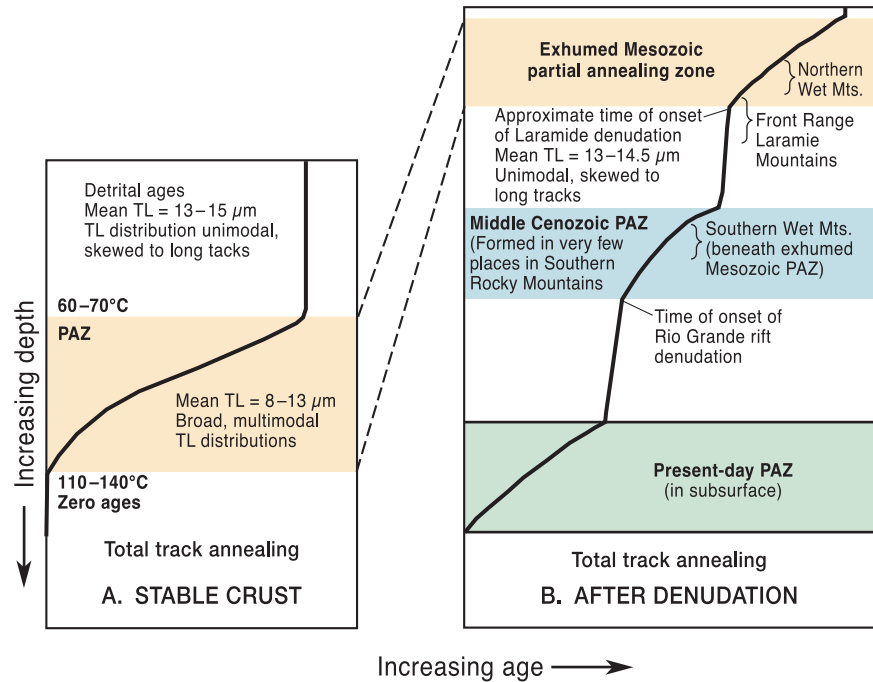 Detrital ages
Mean TL = 13–15 µm
TL distribution unimodal,
skewed to long tacks
60–70°C
PAZ
Mean TL = 8–13 µm
Broad, multimodal
TL distributions
110–140°C
Zero ages
Total track annealing
A. STABLE CRUST
Increasing depth
Exhumed Mesozoic
partial annealing zone
Northern
Wet Mts.
Approximate time of onset
of Laramide denudation
Mean TL = 13–14.5 µm
Unimodal, skewed to
long tracks
Front Range
Laramie
Mountains
Middle Cenozoic PAZ
(Formed in very few
places in Southern
Rocky Mountains
Southern Wet Mts.
(beneath exhumed
Mesozoic PAZ)
Time of onset of
Rio Grande rift
denudation
Present-day PAZ
(in subsurface)
Total track annealing
B. AFTER DENUDATION
Increasing age